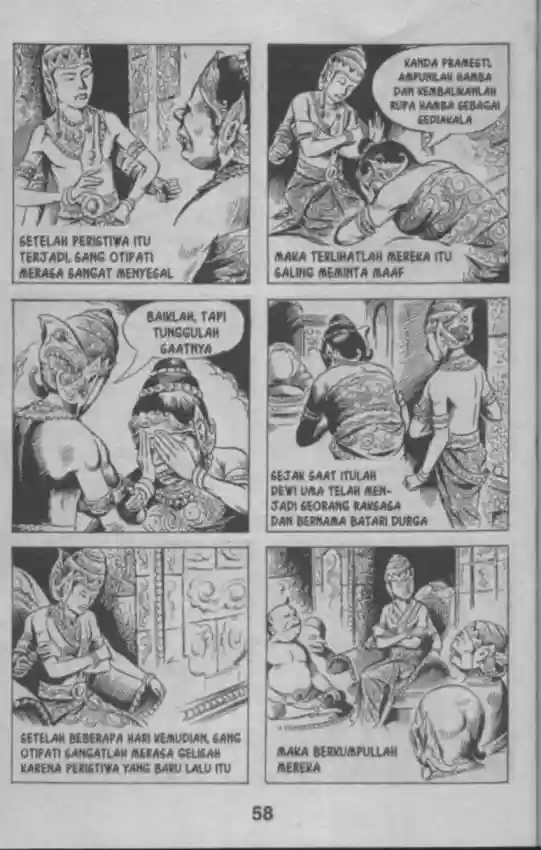 SETELAH PERISTIWA ITU
TERJADI, SANG OTIPATI
MERASA SANGAT MENYESAL
KANDA PRAMESTI,
AMPUNILAH HAMBA
DAN KEMBALIKANLAH
RUPA HAMBA SEBAGAI
SEDIAKALA
MAKA TERLIHATLAH MEREKA ITU
SALING MEMINTA MAAF
BAIKLAH, TAPI
TUNGGULAH
SAATNYA
SEJAK SAAT ITULAH
DEWI UMA TELAH MEN-
JADI SEORANG RAKSASA
DAN BERNAMA BATARI DURGA
SETELAH BEBERAPA HARI KEMUDIAN, SANG
OTIPATI SANGATLAH MERASA GELISAH
KARENA PERISTIWA YANG BARU LALU ITU
MAKA BERKUMPULLAH
MEREKA
58